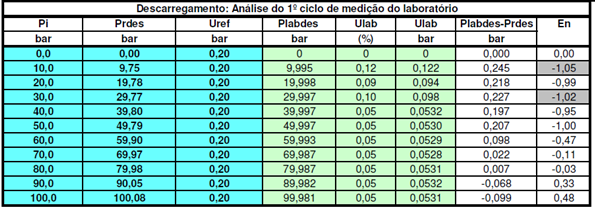 Descarregamento: Análise do 1º ciclo de medição do laboratório
Pi Prdes Uref Plabdes Ulab Ulab Plabdes-Prdes En
bar bar bar bar (%) bar bar
0,0 0,00 0,20 0 0 0 0,000 0,00
10,0 9,75 0,20 9,995 0,12 0,122 0,245 -1,05
20,0 19,78 0,20 19,998 0,09 0,094 0,218 -0,99
30,0 29,77 0,20 29,997 0,10 0,098 0,227 -1,02
40,0 39,80 0,20 39,997 0,05 0,0532 0,197 -0,95
50,0 49,79 0,20 49,997 0,05 0,0530 0,207 -1,00
60,0 59,90 0,20 59,993 0,05 0,0529 0,098 -0,47
70,0 69,97 0,20 69,987 0,05 0,0528 0,022 -0,11
80,0 79,98 0,20 79,987 0,05 0,0531 0,007 -0,03
90,0 90,05 0,20 89,982 0,05 0,0532 -0,068 0,33
100,0 100,08 0,20 99,981 0,05 0,0531 -0,099 0,48